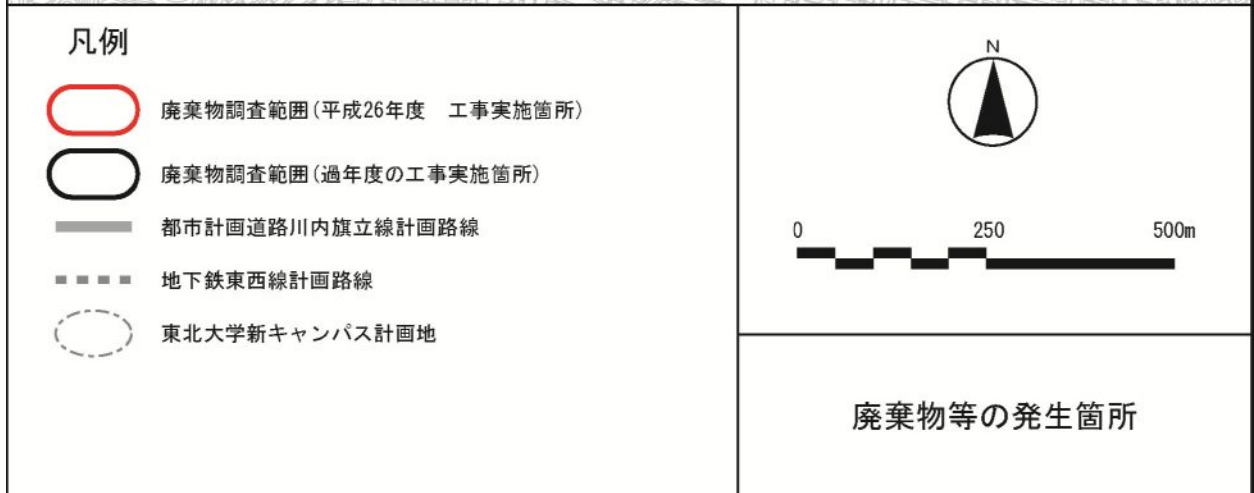 凡例
廃棄物調査範囲(平成26年度　工事実施箇所)
廃棄物調査範囲(過年度の工事実施箇所)
都市計画道路川内旗立線計画路線
地下鉄東西線計画路線
東北大学新キャンパス計画地
N
0 250 500m
廃棄物等の発生箇所